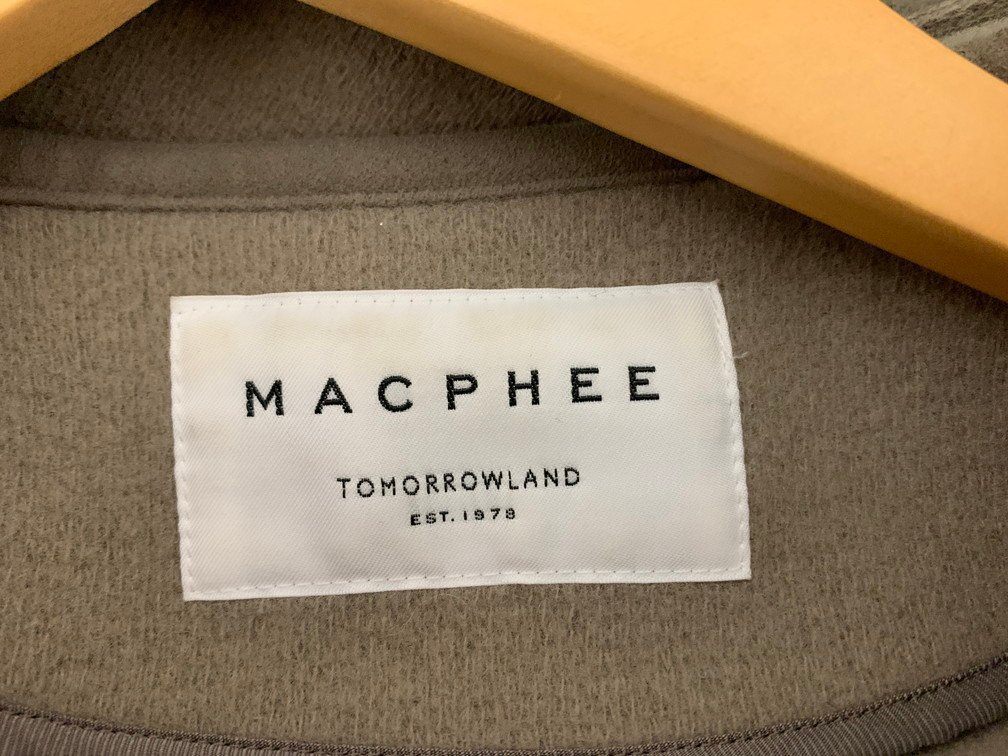 MACPHEE
TOMORROWLAND
EST. 1978